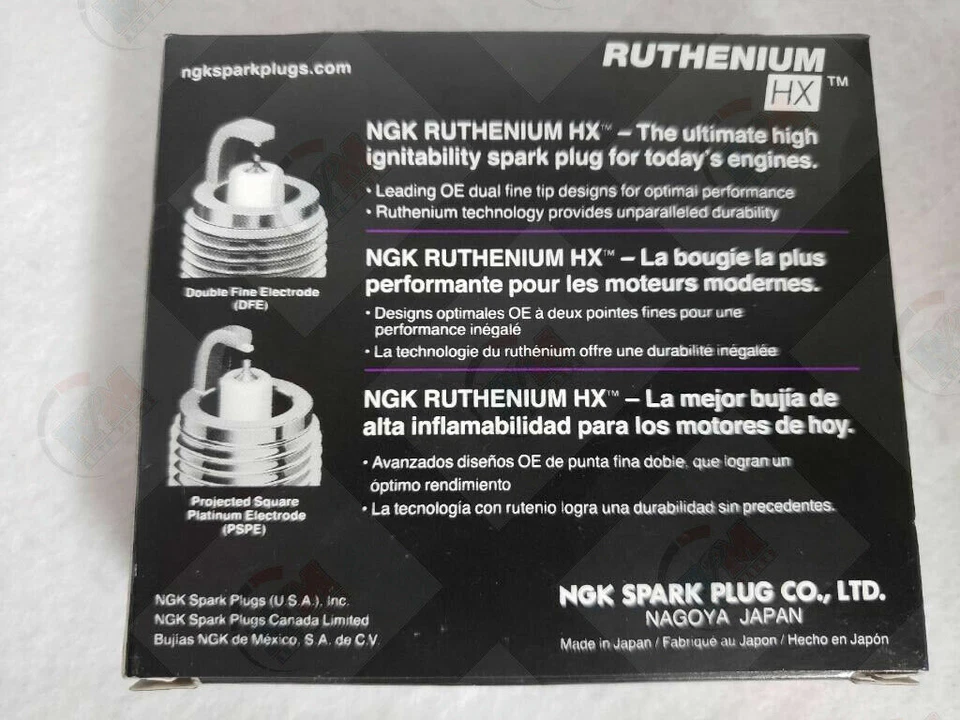 ngksparkplugs.com
RUTHENIUM
HX™
NGK RUTHENIUM HX™ – The ultimate high
ignitability spark plug for today's engines.
• Leading OE dual fine tip designs for optimal performance
• Ruthenium technology provides unparalleled durability
Double Fine Electrode
(DFE)
NGK RUTHENIUM HX™ – La bougie la plus
performante pour les moteurs modernes.
• Designs optimales OE à deux pointes fines pour une
performance inégalé
• La technologie du ruthénium offre une durabilité inégalée
NGK RUTHENIUM HX™ – La mejor bujía de
alta inflamabilidad para los motores de hoy.
• Avanzados diseños OE de punta fina doble, que logran un
óptimo rendimiento
• La tecnología con rutenio logra una durabilidad sin precedentes.
Projected Square
Platinum Electrode
(PSPE)
NGK Spark Plugs (U.S.A.), Inc.
NGK Spark Plugs Canada Limited
Bujías NGK de México, S.A. de C.V.
NGK SPARK PLUG CO., LTD.
NAGOYA JAPAN
Made in Japan / Fabriqué au Japon / Hecho en Japón